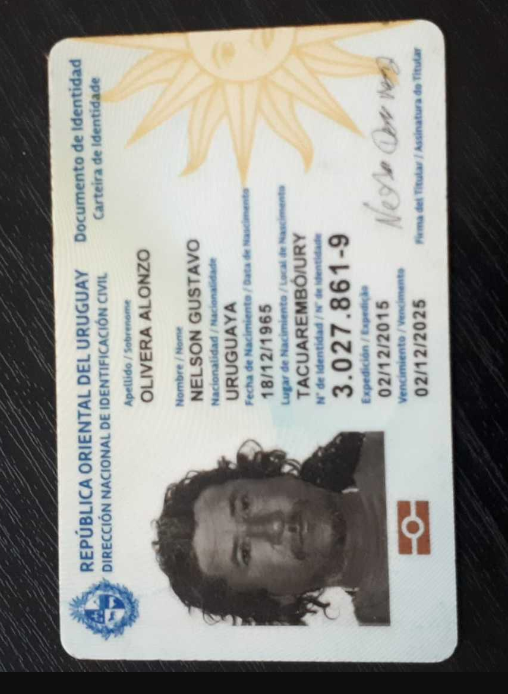 REPÚBLICA ORIENTAL DEL URUGUAY
DIRECCIÓN NACIONAL DE IDENTIFICACIÓN CIVIL
Documento de Identidad
Carteira de Identidade
Apellido / Sobrenome
OLIVERA ALONZO
Nombre / Nome
NELSON GUSTAVO
Nacionalidad / Nacionalidade
URUGUAYA
Fecha de Nacimiento / Data de Nascimento
18/12/1965
Lugar de Nacimiento / Local de Nascimento
TACUAREMBÓ/URY
N° de Identidad / N° de Identidade
3.027.861-9
Expedición / Expedição
02/12/2015
Vencimiento / Vencimento
02/12/2025
Firma del Titular / Assinatura do Titular